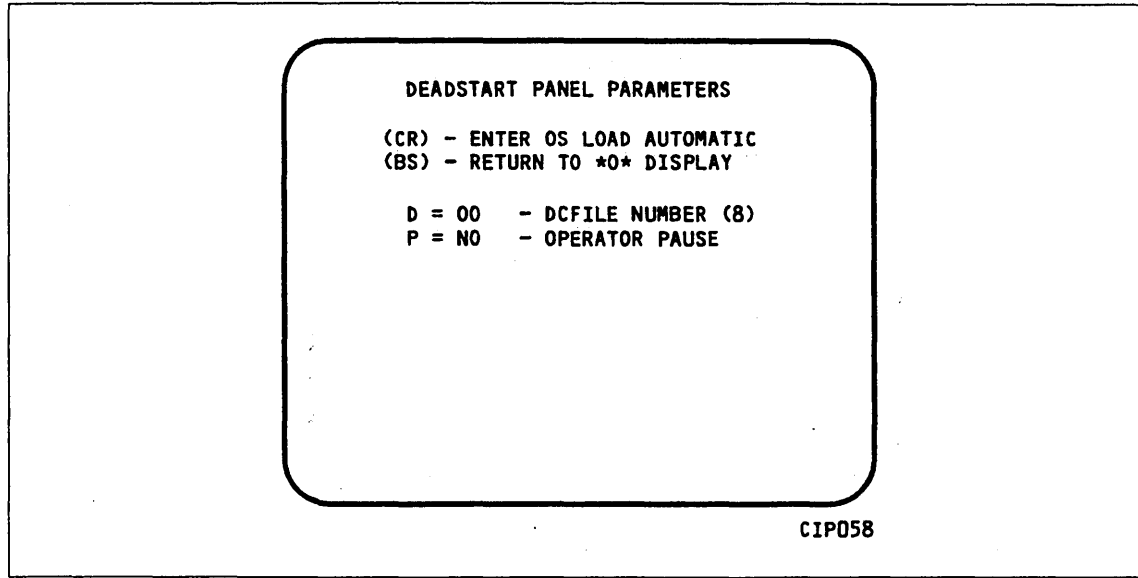 DEADSTART PANEL PARAMETERS
(CR) - ENTER OS LOAD AUTOMATIC
(BS) - RETURN TO *O* DISPLAY
D = 00 - DCFILE NUMBER (8)
P = NO - OPERATOR PAUSE
CIP058